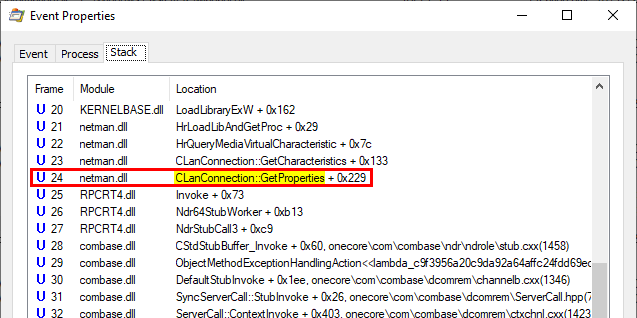 Event Properties
Event Process Stack
Frame Module Location
U 20 KERNELBASE.dll LoadLibraryExW + 0x162
U 21 netman.dll HrLoadLibAndGetProc + 0x29
U 22 netman.dll HrQueryMediaVirtualCharacteristic + 0x7c
U 23 netman.dll CLanConnection::GetCharacteristics + 0x133
U 24 netman.dll CLanConnection::GetProperties + 0x229
U 25 RPCRT4.dll Invoke + 0x73
U 26 RPCRT4.dll Ndr64StubWorker + 0xb13
U 27 RPCRT4.dll NdrStubCall3 + 0xc9
U 28 combase.dll CStdStubBuffer_Invoke + 0x60, onecore\com\combase\ndr\ndrole\stub.cxx(1458)
U 29 combase.dll ObjectMethodExceptionHandlingAction<<lambda_c9f3956a20c9da92a64affc24fdd69ec
U 30 combase.dll DefaultStubInvoke + 0x1ee, onecore\com\combase\dcomrem\channelb.cxx(1346)
U 31 combase.dll SyncServerCall::StubInvoke + 0x26, onecore\com\combase\dcomrem\ServerCall.hpp(7
U 32 combase.dll ServerCall::ContextInvoke + 0x403, onecore\com\combase\dcomrem\ctxchnl.cxx(1423